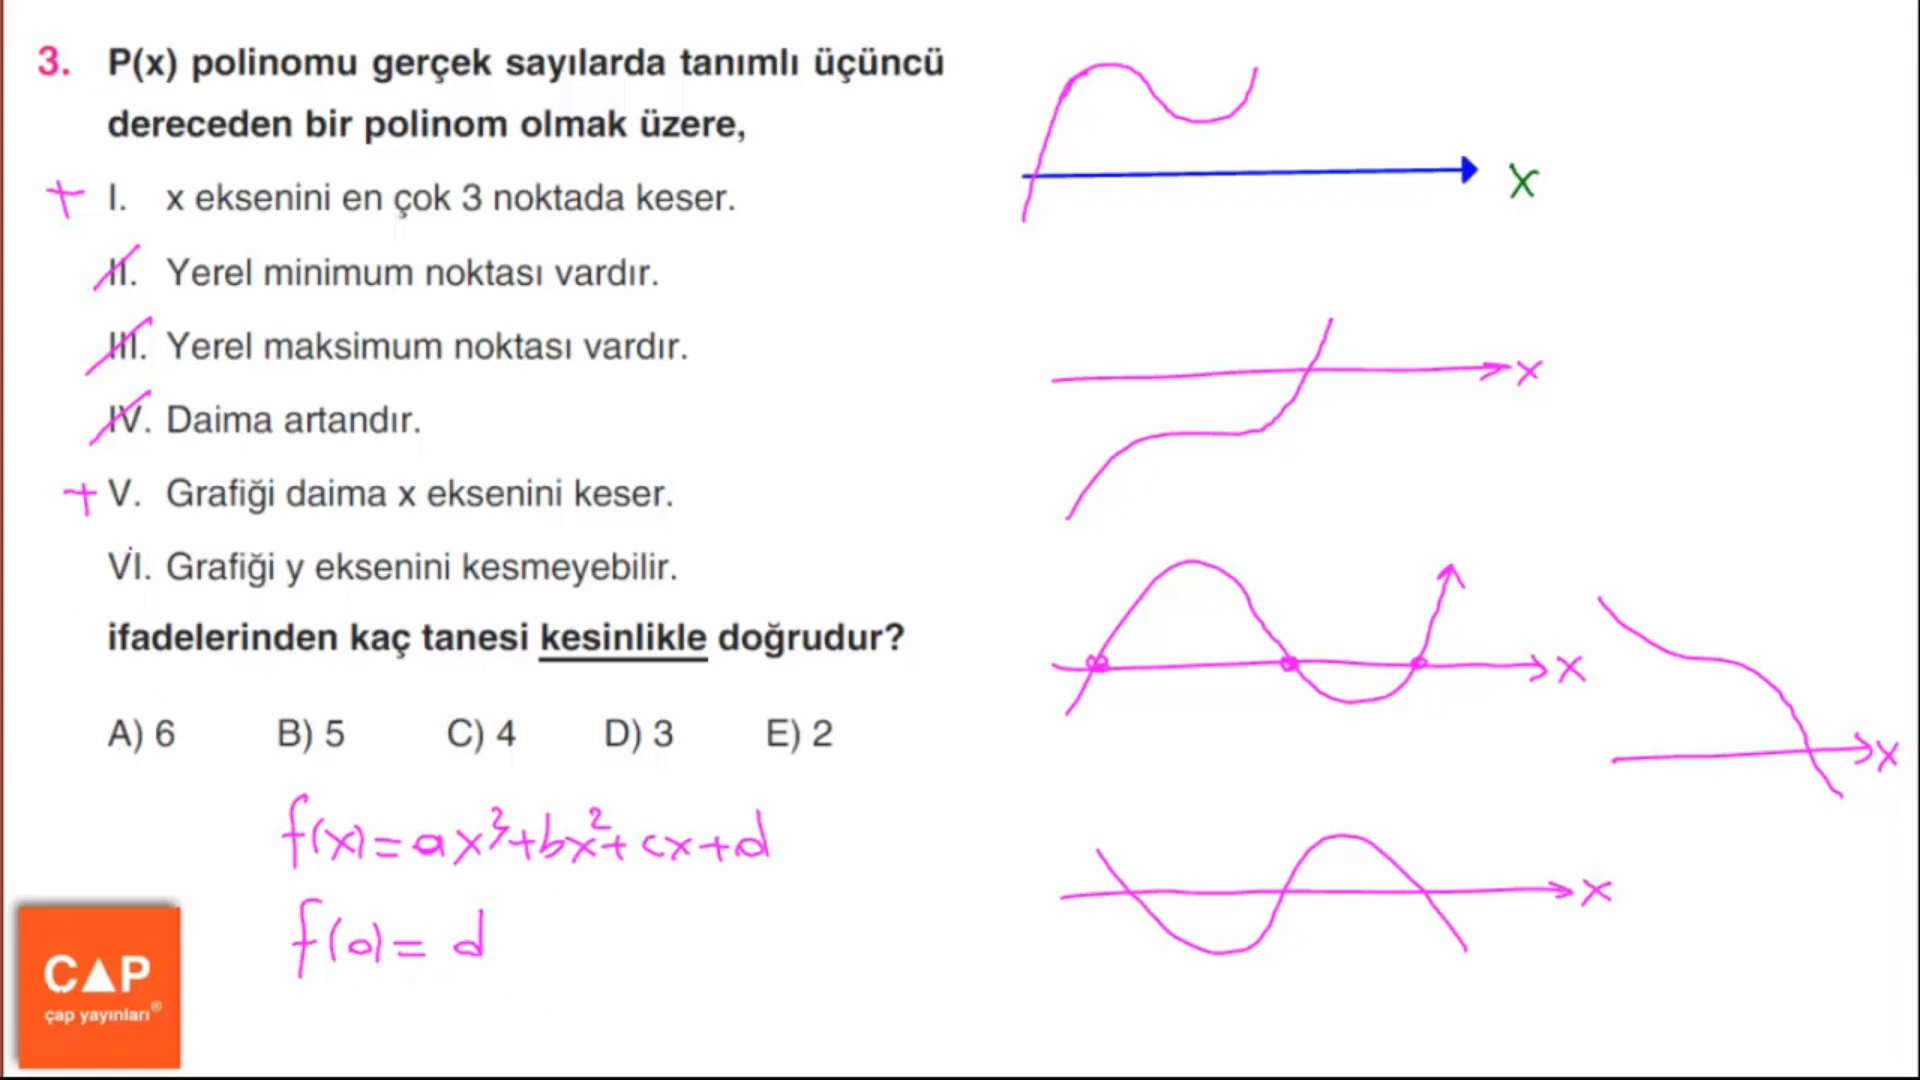 3. P(x) polinomu gerçek sayılarda tanımlı üçüncü
dereceden bir polinom olmak üzere,
+ I. x eksenini en çok 3 noktada keser.
II. Yerel minimum noktası vardır.
III. Yerel maksimum noktası vardır.
IV. Daima artandır.
+ V. Grafiği daima x eksenini keser.
VI. Grafiği y eksenini kesmeyebilir.
ifadelerinden kaç tanesi kesinlikle doğrudur?
A) 6 B) 5 C) 4 D) 3 E) 2
f(x)=ax³+bx²+cx+d
f(0)= d
ÇAP
çap yayınları®
x
x
x
x
x